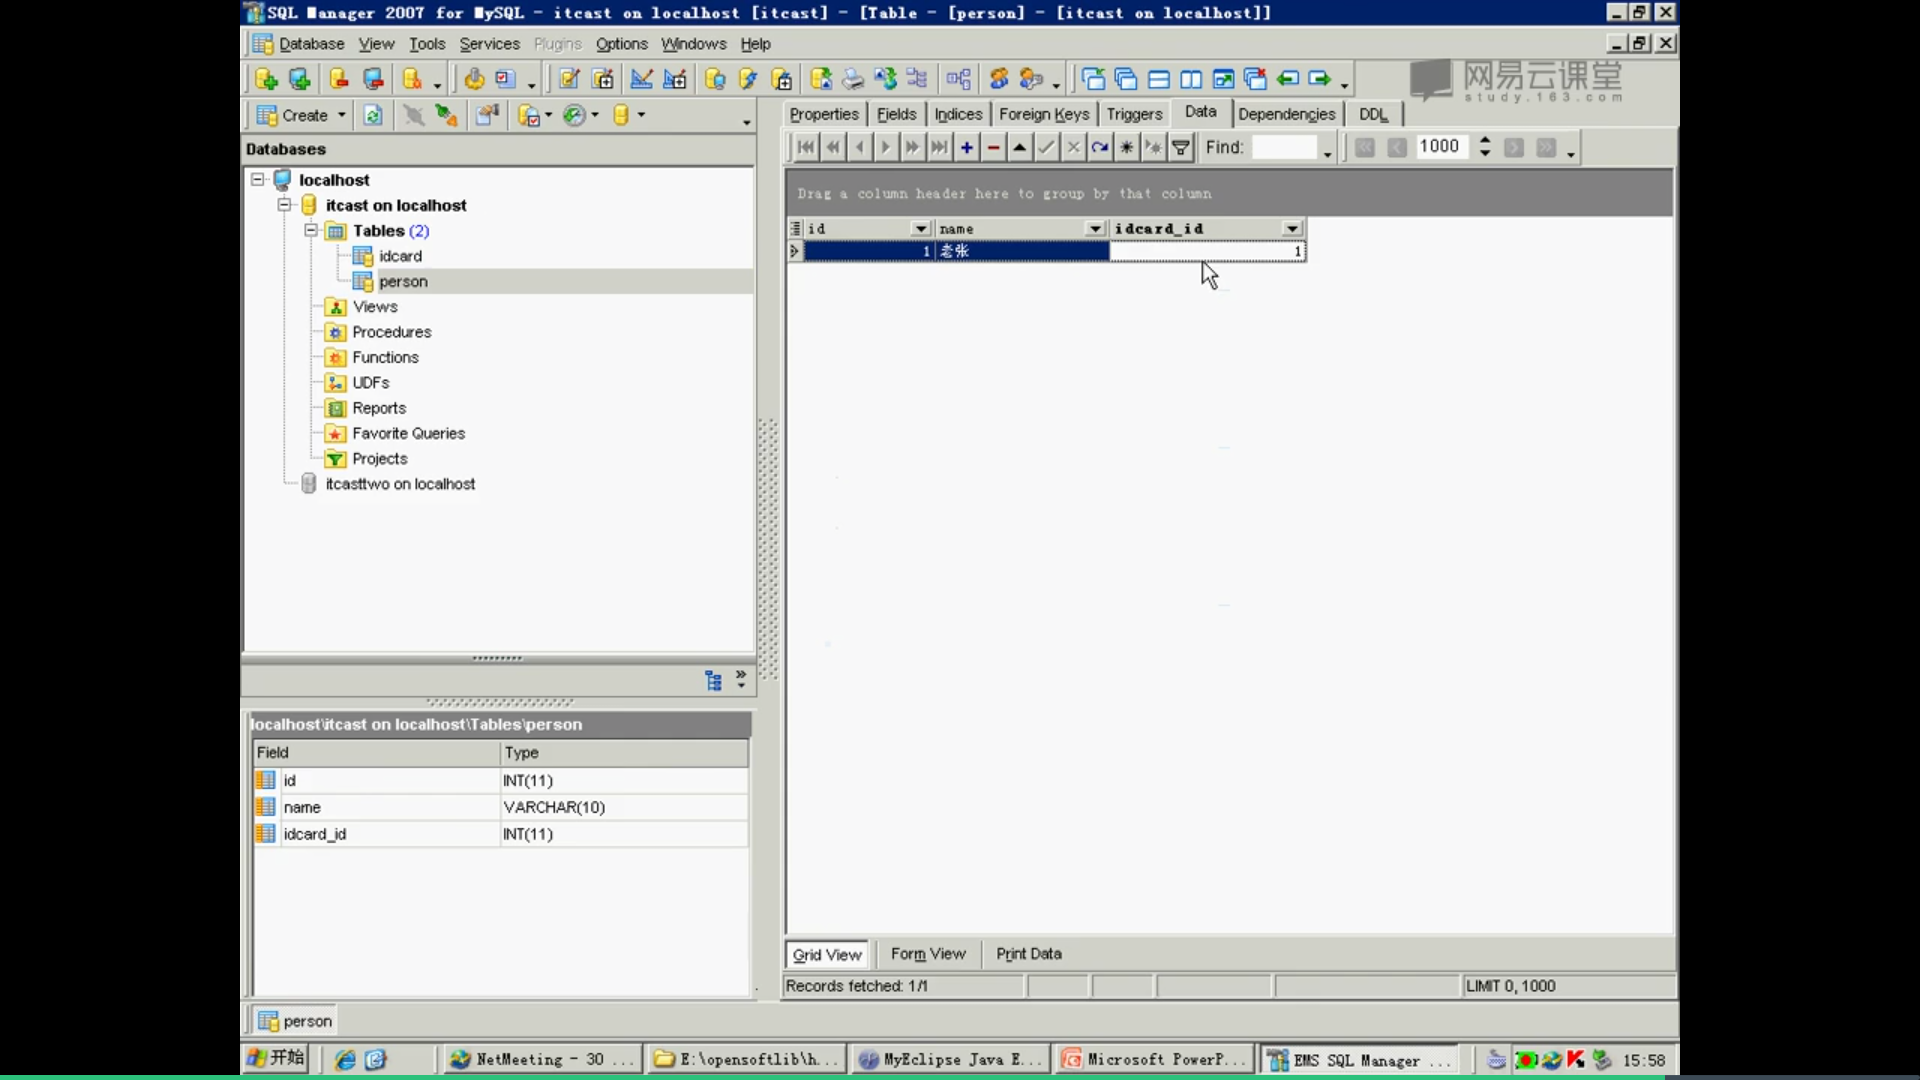 SQL Manager 2007 for MySQL - itcast on localhost [itcast] - [Table - [person] - [itcast on localhost]]
Database View Tools Services Plugins Options Windows Help
网易云课堂
study.163.com
Create
Properties Fields Indices Foreign Keys Triggers Data Dependencies DDL
Find: 1000
Databases
localhost
itcast on localhost
Tables (2)
idcard
person
Views
Procedures
Functions
UDFs
Reports
Favorite Queries
Projects
itcasttwo on localhost
Drag a column header here to group by that column
id name idcard_id
1 老张 1
localhost\itcast on localhost\Tables\person
Field Type
id INT(11)
name VARCHAR(10)
idcard_id INT(11)
Grid View Form View Print Data
Records fetched: 1/1 LIMIT 0, 1000
person
开始 NetMeeting - 30 ... E:\opensoftlib\h... MyEclipse Java E... Microsoft PowerP... EMS SQL Manager ... 15:58